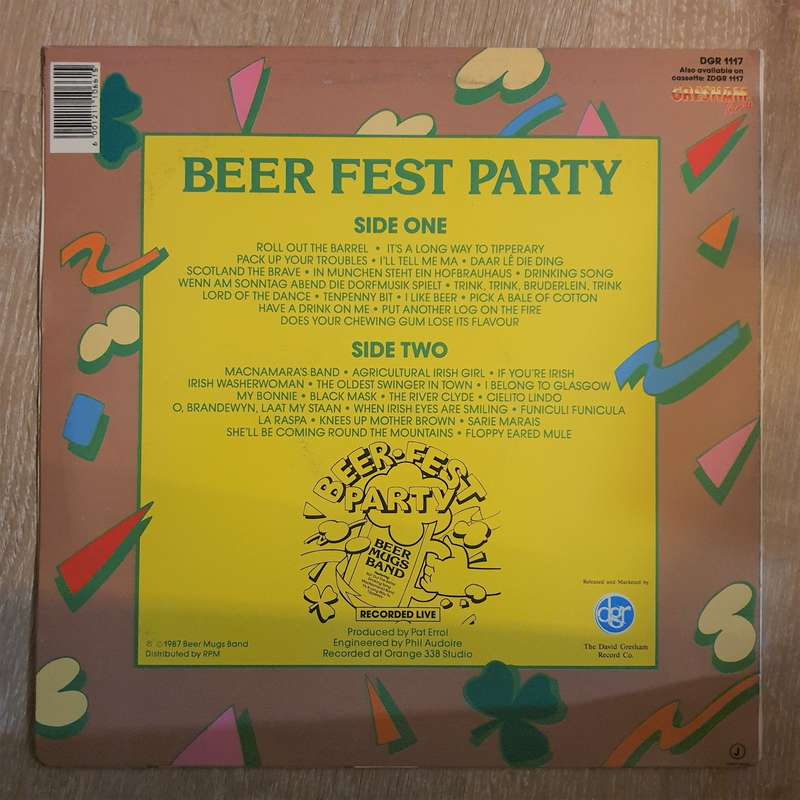 DGR 1117
Also available on
cassette: ZDGR 1117
GRESHAM
6 001211 156915
BEER FEST PARTY
SIDE ONE
ROLL OUT THE BARREL • IT'S A LONG WAY TO TIPPERARY
PACK UP YOUR TROUBLES • I'LL TELL ME MA • DAAR LÊ DIE DING
SCOTLAND THE BRAVE • IN MUNCHEN STEHT EIN HOFBRAUHAUS • DRINKING SONG
WENN AM SONNTAG ABEND DIE DORFMUSIK SPIELT • TRINK, TRINK, BRUDERLEIN, TRINK
LORD OF THE DANCE • TENPENNY BIT • I LIKE BEER • PICK A BALE OF COTTON
HAVE A DRINK ON ME • PUT ANOTHER LOG ON THE FIRE
DOES YOUR CHEWING GUM LOSE ITS FLAVOUR
SIDE TWO
MACNAMARA'S BAND • AGRICULTURAL IRISH GIRL • IF YOU'RE IRISH
IRISH WASHERWOMAN • THE OLDEST SWINGER IN TOWN • I BELONG TO GLASGOW
MY BONNIE • BLACK MASK • THE RIVER CLYDE • CIELITO LINDO
O, BRANDEWYN, LAAT MY STAAN • WHEN IRISH EYES ARE SMILING • FUNICULI FUNICULA
LA RASPA • KNEES UP MOTHER BROWN • SARIE MARAIS
SHE'LL BE COMING ROUND THE MOUNTAINS • FLOPPY EARED MULE
BEER•FEST
PARTY
BEER
MUGS
BAND
RECORDED LIVE
Produced by Pat Errol
Engineered by Phil Audoire
Recorded at Orange 338 Studio
℗ © 1987 Beer Mugs Band
Distributed by RPM
Released and Marketed by
dgr
The David Gresham
Record Co.
J